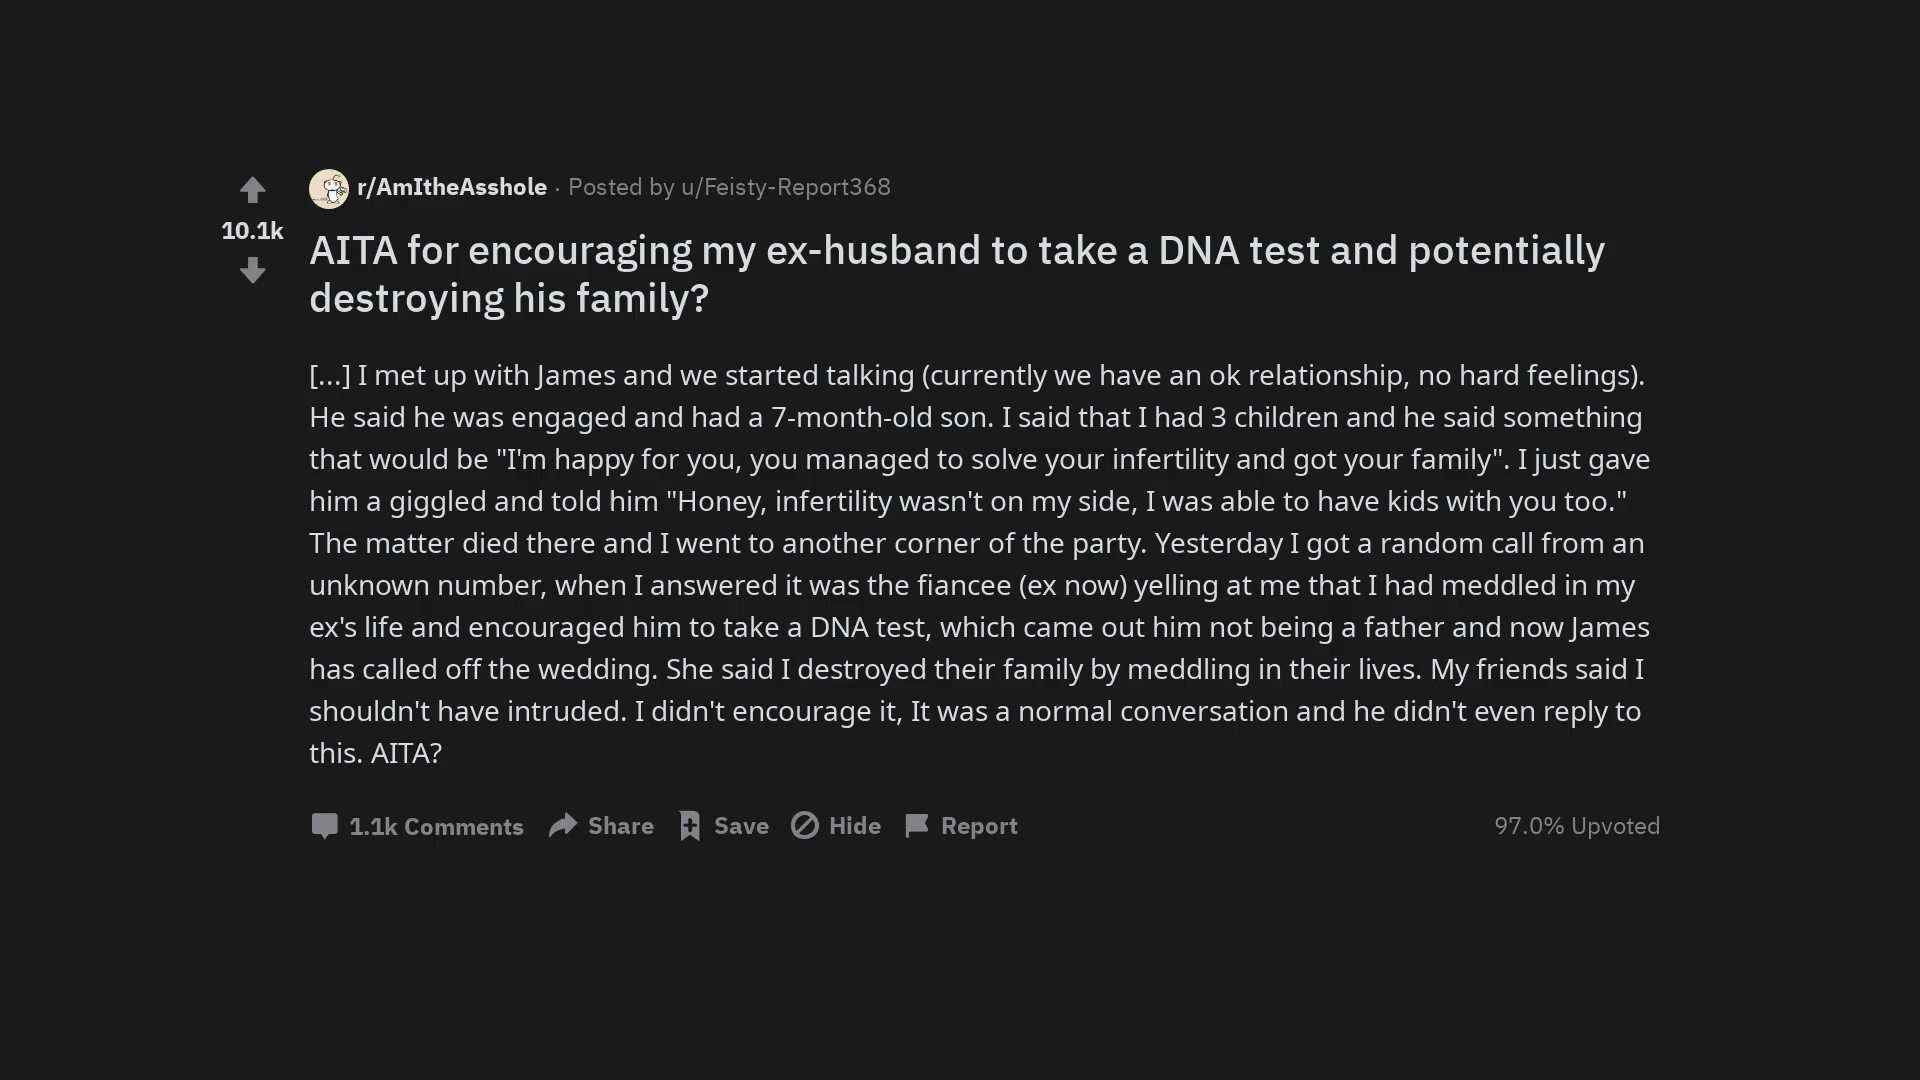 r/AmItheAsshole · Posted by u/Feisty-Report368
10.1k
AITA for encouraging my ex-husband to take a DNA test and potentially
destroying his family?
[...] I met up with James and we started talking (currently we have an ok relationship, no hard feelings).
He said he was engaged and had a 7-month-old son. I said that I had 3 children and he said something
that would be "I'm happy for you, you managed to solve your infertility and got your family". I just gave
him a giggled and told him "Honey, infertility wasn't on my side, I was able to have kids with you too."
The matter died there and I went to another corner of the party. Yesterday I got a random call from an
unknown number, when I answered it was the fiancee (ex now) yelling at me that I had meddled in my
ex's life and encouraged him to take a DNA test, which came out him not being a father and now James
has called off the wedding. She said I destroyed their family by meddling in their lives. My friends said I
shouldn't have intruded. I didn't encourage it, It was a normal conversation and he didn't even reply to
this. AITA?
1.1k Comments Share Save Hide Report 97.0% Upvoted